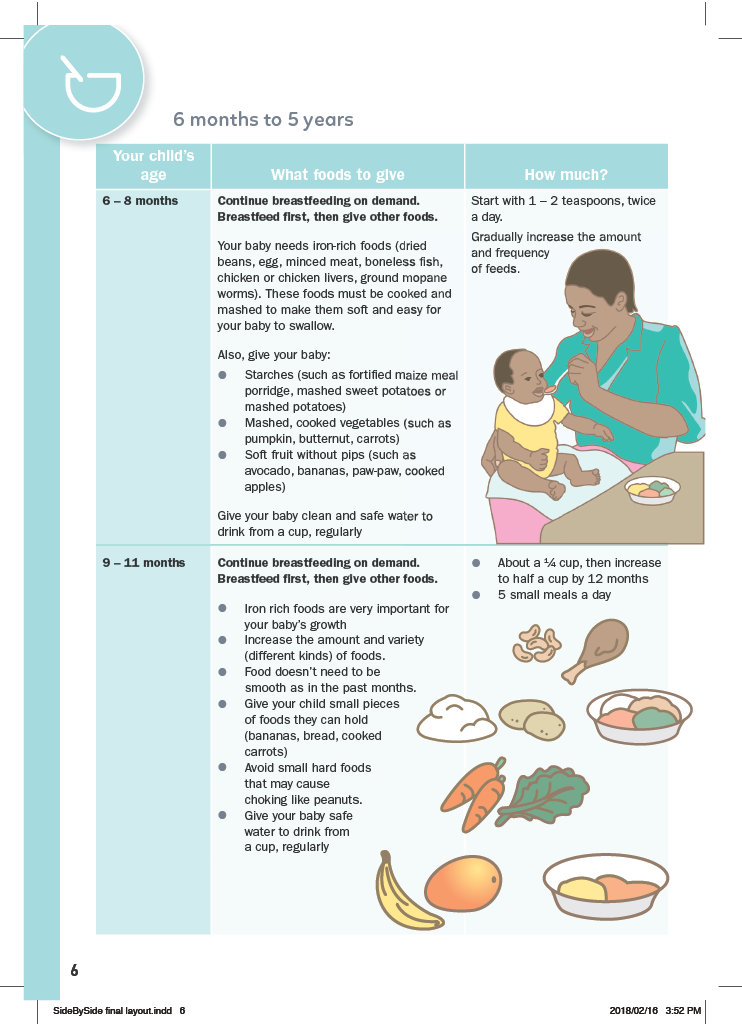 6 months to 5 years
Your child's
age
What foods to give
How much?
6 – 8 months
Continue breastfeeding on demand.
Breastfeed first, then give other foods.
Your baby needs iron-rich foods (dried
beans, egg, minced meat, boneless fish,
chicken or chicken livers, ground mopane
worms). These foods must be cooked and
mashed to make them soft and easy for
your baby to swallow.
Also, give your baby:
● Starches (such as fortified maize meal
porridge, mashed sweet potatoes or
mashed potatoes)
● Mashed, cooked vegetables (such as
pumpkin, butternut, carrots)
● Soft fruit without pips (such as
avocado, bananas, paw-paw, cooked
apples)
Give your baby clean and safe water to
drink from a cup, regularly
Start with 1 – 2 teaspoons, twice
a day.
Gradually increase the amount
and frequency
of feeds.
9 – 11 months
Continue breastfeeding on demand.
Breastfeed first, then give other foods.
● Iron rich foods are very important for
your baby's growth
● Increase the amount and variety
(different kinds) of foods.
● Food doesn't need to be
smooth as in the past months.
● Give your child small pieces
of foods they can hold
(bananas, bread, cooked
carrots)
● Avoid small hard foods
that may cause
choking like peanuts.
● Give your baby safe
water to drink from
a cup, regularly
● About a ¼ cup, then increase
to half a cup by 12 months
● 5 small meals a day
6
SideBySide final layout.indd 6
2018/02/16 3:52 PM